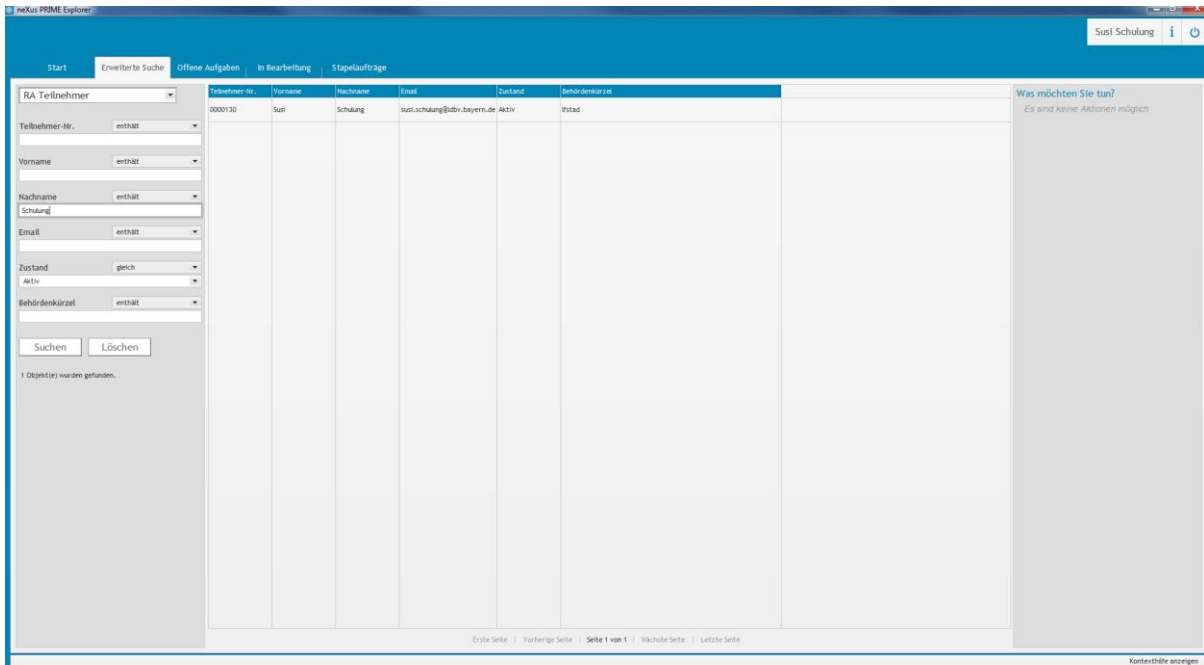 neXus PRIME Explorer
Susi Schulung
Start Erweiterte Suche Offene Aufgaben In Bearbeitung Stapelaufträge
RA Teilnehmer
Teilnehmer-Nr. enthält
Vorname enthält
Nachname enthält
Schulung
Email enthält
Zustand gleich
Aktiv
Behördenkürzel enthält
Suchen Löschen
1 Objekt(e) wurden gefunden.
Teilnehmer-Nr. Vorname Nachname Email Zustand Behördenkürzel
0000130 Susi Schulung susi.schulung@ldbv.bayern.de Aktiv lfstad
Erste Seite | Vorherige Seite | Seite 1 von 1 | Nächste Seite | Letzte Seite
Was möchten Sie tun?
Es sind keine Aktionen möglich
Kontexthilfe anzeigen